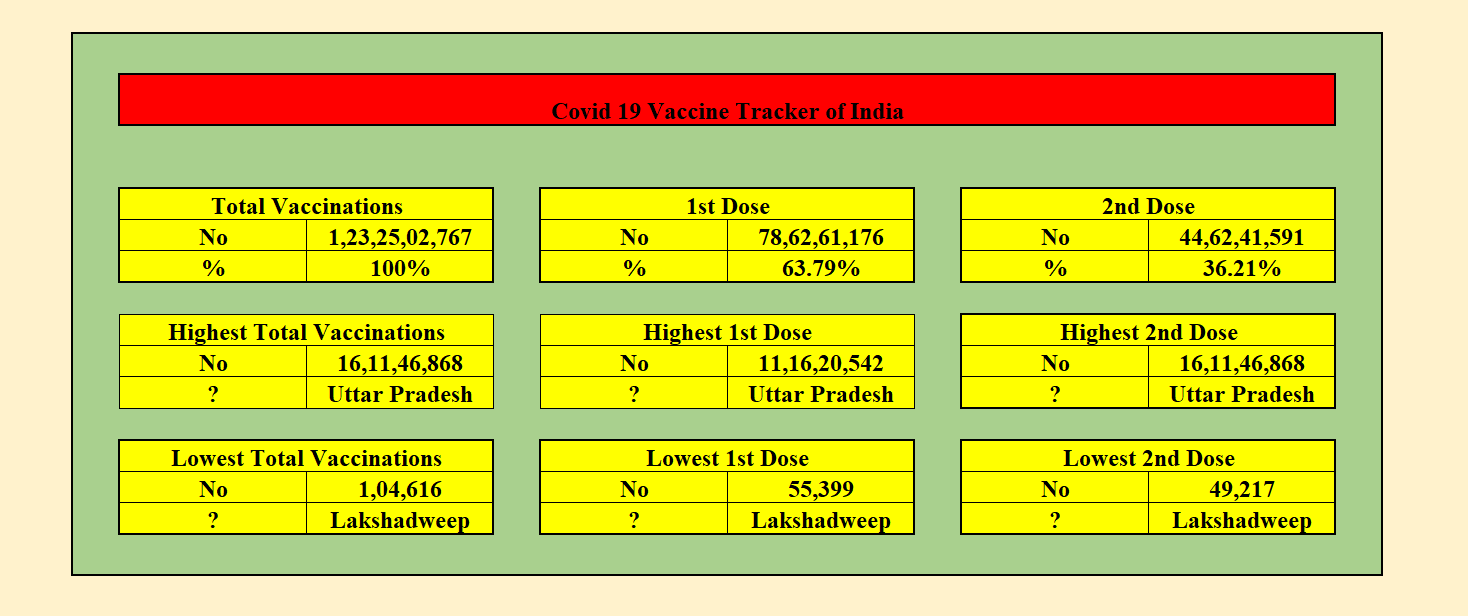 Covid 19 Vaccine Tracker of India
Total Vaccinations
No 1,23,25,02,767
% 100%
1st Dose
No 78,62,61,176
% 63.79%
2nd Dose
No 44,62,41,591
% 36.21%
Highest Total Vaccinations
No 16,11,46,868
? Uttar Pradesh
Highest 1st Dose
No 11,16,20,542
? Uttar Pradesh
Highest 2nd Dose
No 16,11,46,868
? Uttar Pradesh
Lowest Total Vaccinations
No 1,04,616
? Lakshadweep
Lowest 1st Dose
No 55,399
? Lakshadweep
Lowest 2nd Dose
No 49,217
? Lakshadweep